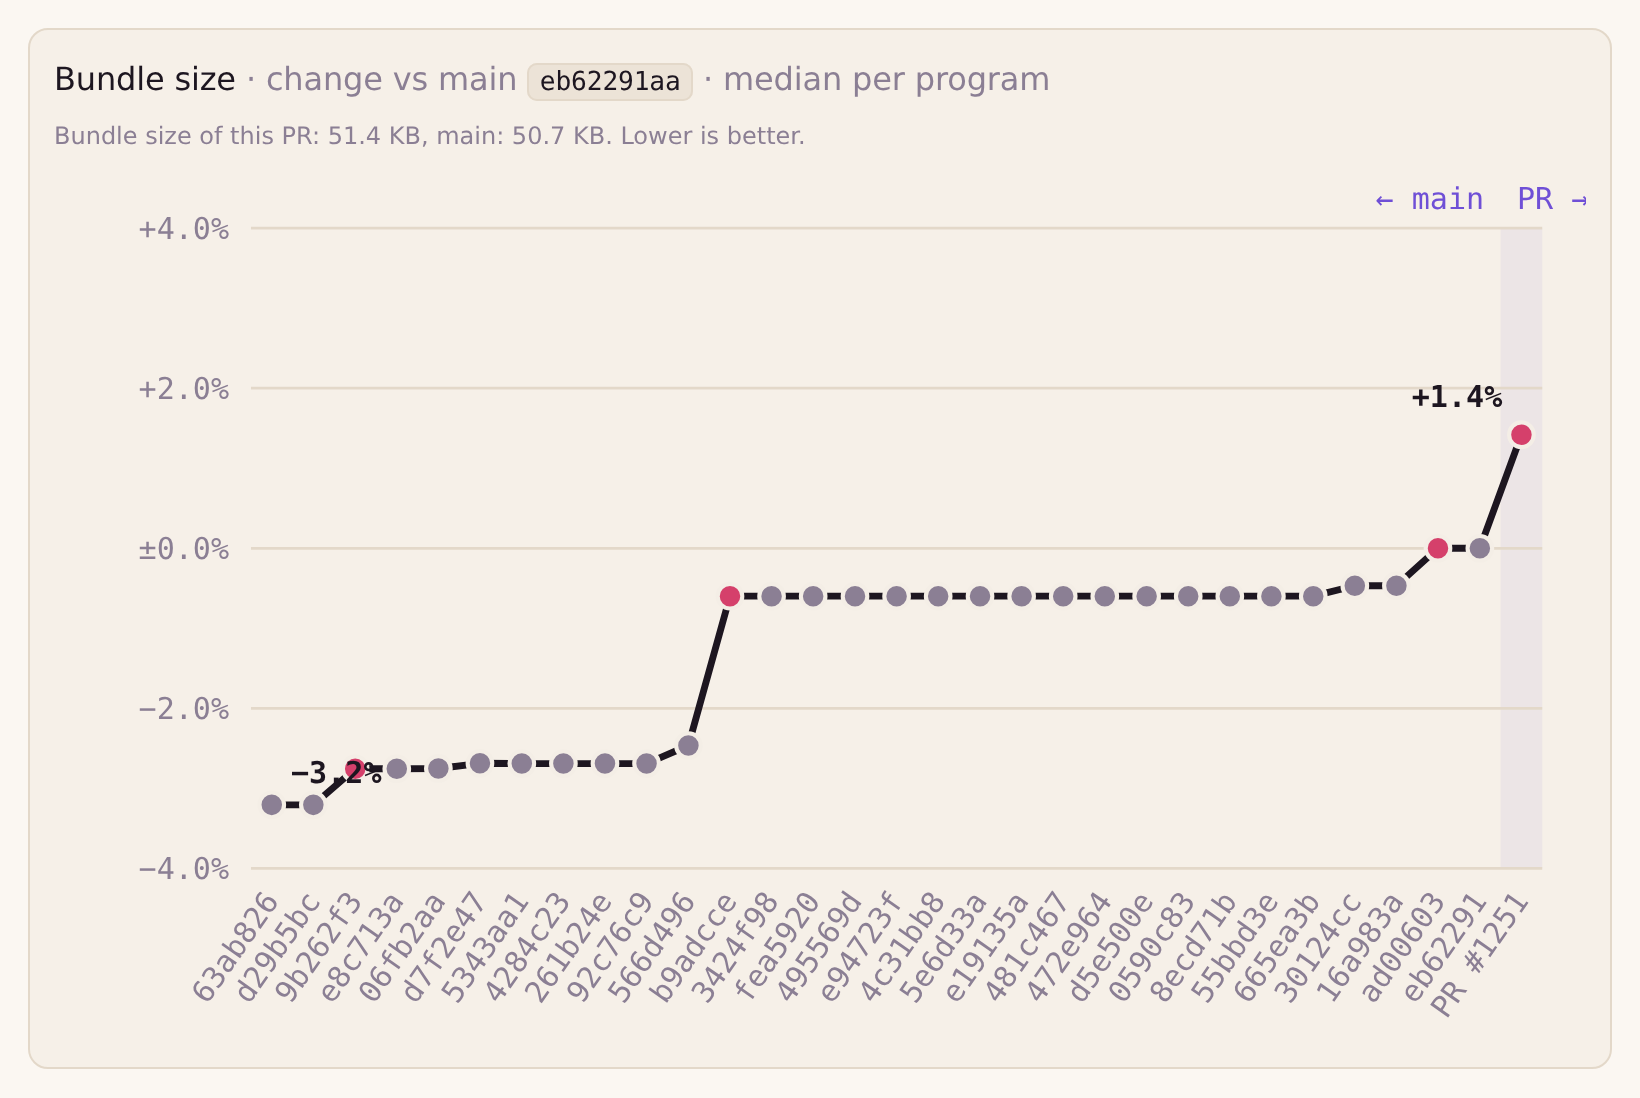 Bundle size · change vs main eb62291aa · median per program
Bundle size of this PR: 51.4 KB, main: 50.7 KB. Lower is better.
← main PR →
+4.0%
+2.0%
+1.4%
±0.0%
−2.0%
−3.2%
−4.0%
63ab826
d29b5bc
9b262f3
e8c713a
06fb2aa
d7f2e47
5343aa1
4284c23
261b24e
92c76c9
566d496
b9adcce
3424f98
fea5920
495569d
e94723f
4c31bb8
5e6d33a
e19135a
481c467
472e964
d5e500e
0590c83
8ecd71b
55bbd3e
665ea3b
30124cc
16a983a
ad00603
eb62291
PR #1251